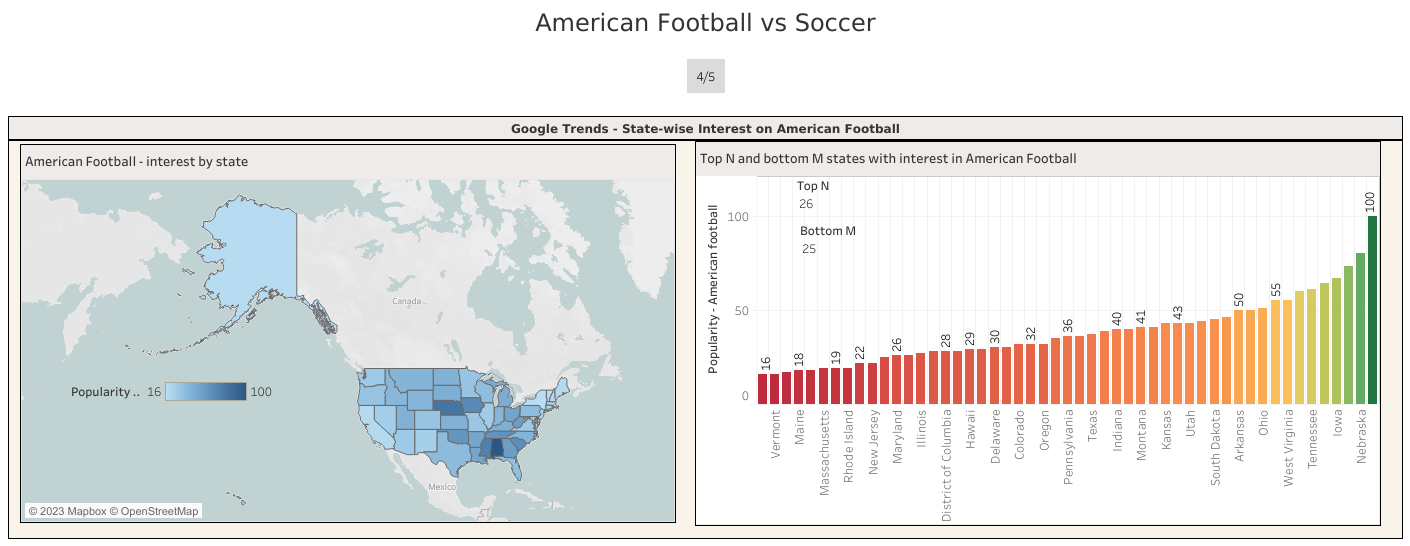 American Football vs Soccer
4/5
Google Trends - State-wise Interest on American Football
American Football - interest by state
Canada
Popularity .. 16 100
Mexico
© 2023 Mapbox © OpenStreetMap
Top N and bottom M states with interest in American Football
Top N
26
Bottom M
25
Popularity - American football
100
50
0
16
18
19
22
26
28
29
30
32
36
40
41
43
50
55
100
Vermont
Maine
Massachusetts
Rhode Island
New Jersey
Maryland
Illinois
District of Columbia
Hawaii
Delaware
Colorado
Oregon
Pennsylvania
Texas
Indiana
Montana
Kansas
Utah
South Dakota
Arkansas
Ohio
West Virginia
Tennessee
Iowa
Nebraska